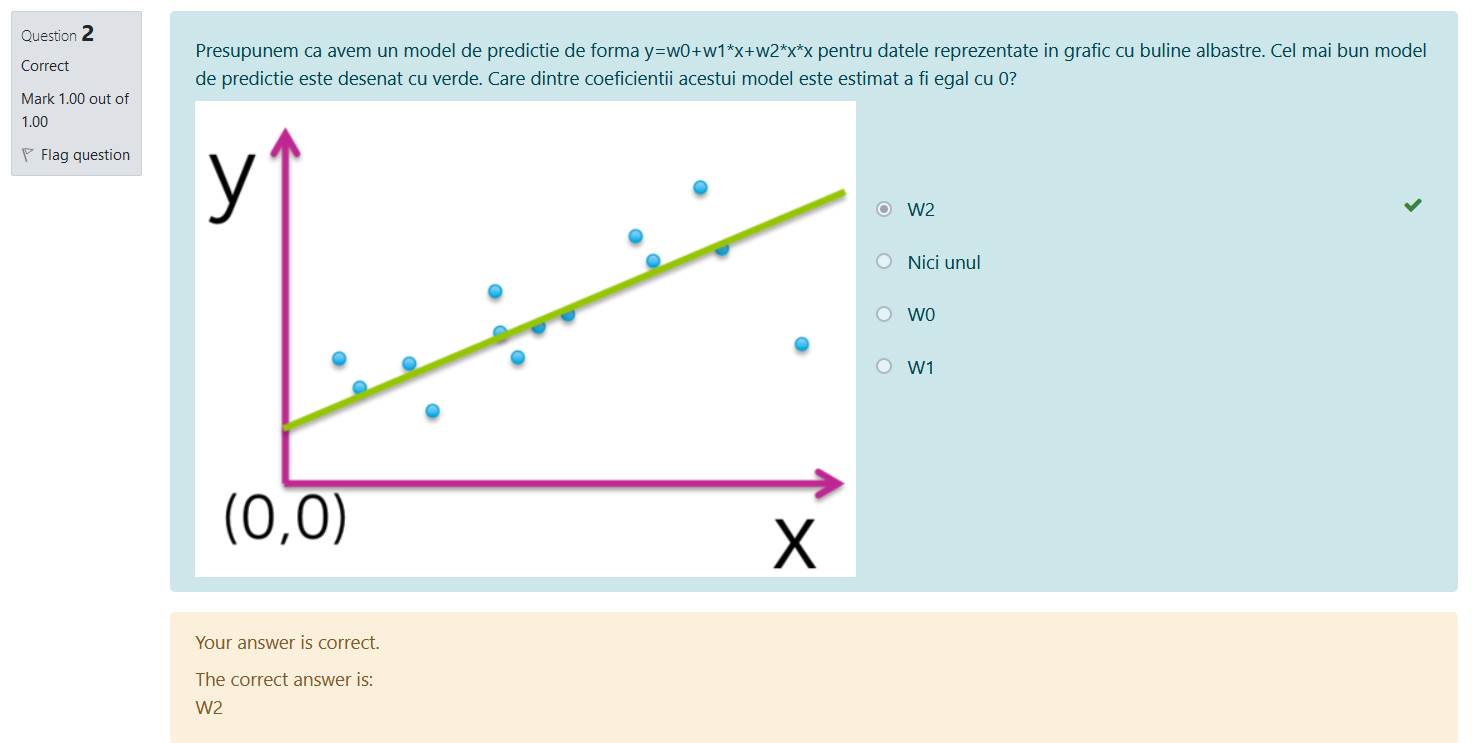 Question 2
Correct
Mark 1.00 out of
1.00
Flag question
Presupunem ca avem un model de predictie de forma y=w0+w1*x+w2*x*x pentru datele reprezentate in grafic cu buline albastre. Cel mai bun model
de predictie este desenat cu verde. Care dintre coeficientii acestui model este estimat a fi egal cu 0?
y
(0,0)
x
W2
Nici unul
W0
W1
Your answer is correct.
The correct answer is:
W2